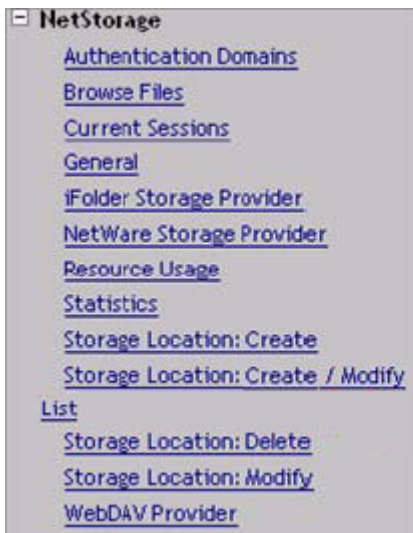 NetStorage
Authentication Domains
Browse Files
Current Sessions
General
iFolder Storage Provider
NetWare Storage Provider
Resource Usage
Statistics
Storage Location: Create
Storage Location: Create / Modify
List
Storage Location: Delete
Storage Location: Modify
WebDAV Provider